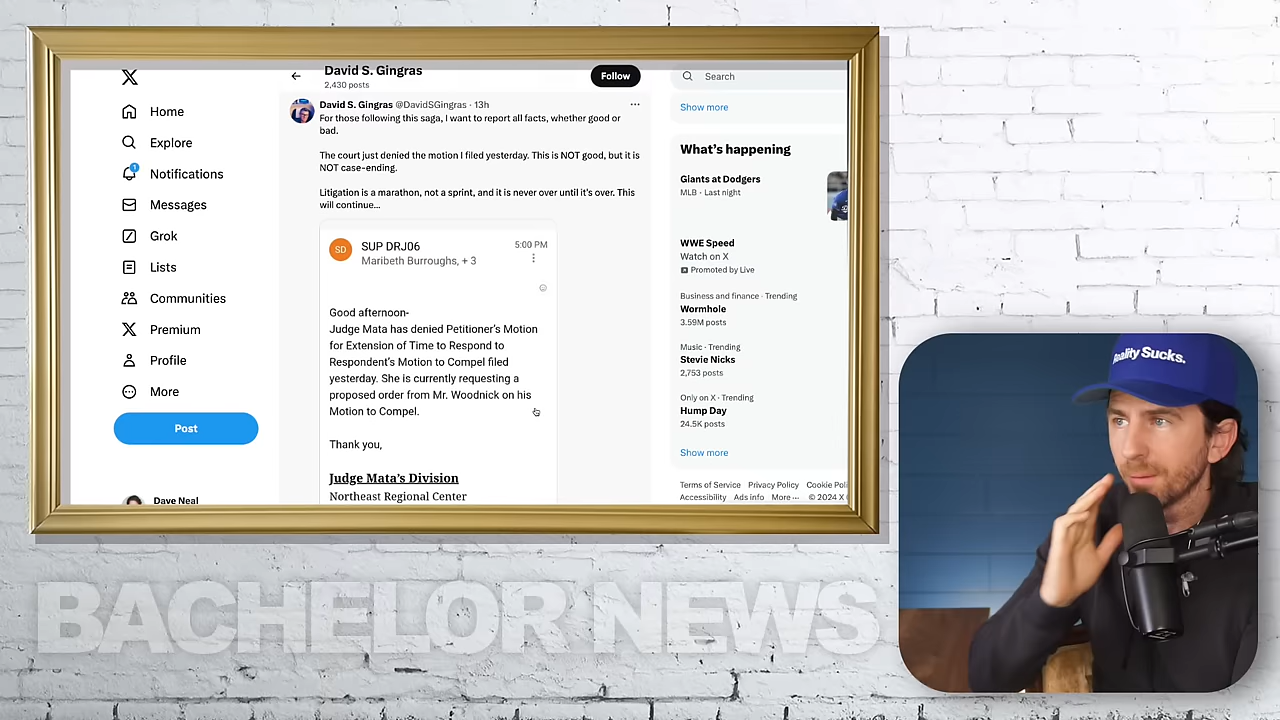 Home
Explore
1
Notifications
Messages
Grok
Lists
Communities
Premium
Profile
More
Post
Dave Neal
David S. Gingras
2,430 posts
Follow
David S. Gingras @DavidSGingras · 13h
For those following this saga, I want to report all facts, whether good or
bad.
The court just denied the motion I filed yesterday. This is NOT good, but it is
NOT case-ending.
Litigation is a marathon, not a sprint, and it is never over until it's over. This
will continue...
SD
SUP DRJ06
5:00 PM
Maribeth Burroughs, + 3
Good afternoon-
Judge Mata has denied Petitioner's Motion
for Extension of Time to Respond to
Respondent's Motion to Compel filed
yesterday. She is currently requesting a
proposed order from Mr. Woodnick on his
Motion to Compel.
Thank you,
Judge Mata's Division
Northeast Regional Center
Search
Show more
What's happening
Giants at Dodgers
MLB · Last night
WWE Speed
Watch on X
Promoted by Live
Business and finance · Trending
Wormhole
3.59M posts
Music · Trending
Stevie Nicks
2,753 posts
Only on X · Trending
Hump Day
24.5K posts
Show more
Terms of Service Privacy Policy Cookie
Accessibility Ads info More ··· © 2024 X
Reality Sucks.
BACHELOR NEWS